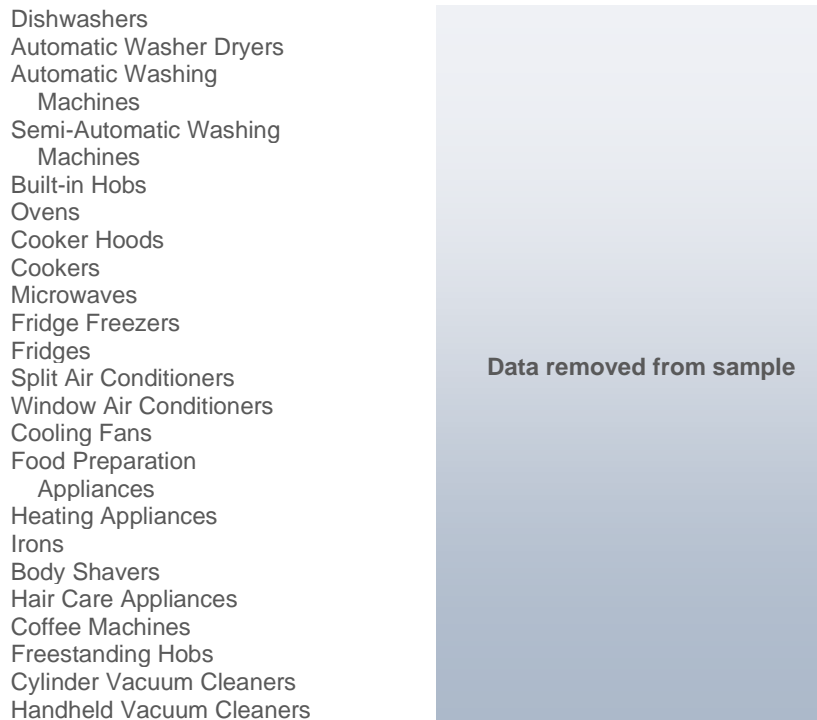 Dishwashers
Automatic Washer Dryers
Automatic Washing
Machines
Semi-Automatic Washing
Machines
Built-in Hobs
Ovens
Cooker Hoods
Cookers
Microwaves
Fridge Freezers
Fridges
Split Air Conditioners
Window Air Conditioners
Cooling Fans
Food Preparation
Appliances
Heating Appliances
Irons
Body Shavers
Hair Care Appliances
Coffee Machines
Freestanding Hobs
Cylinder Vacuum Cleaners
Handheld Vacuum Cleaners
Data removed from sample